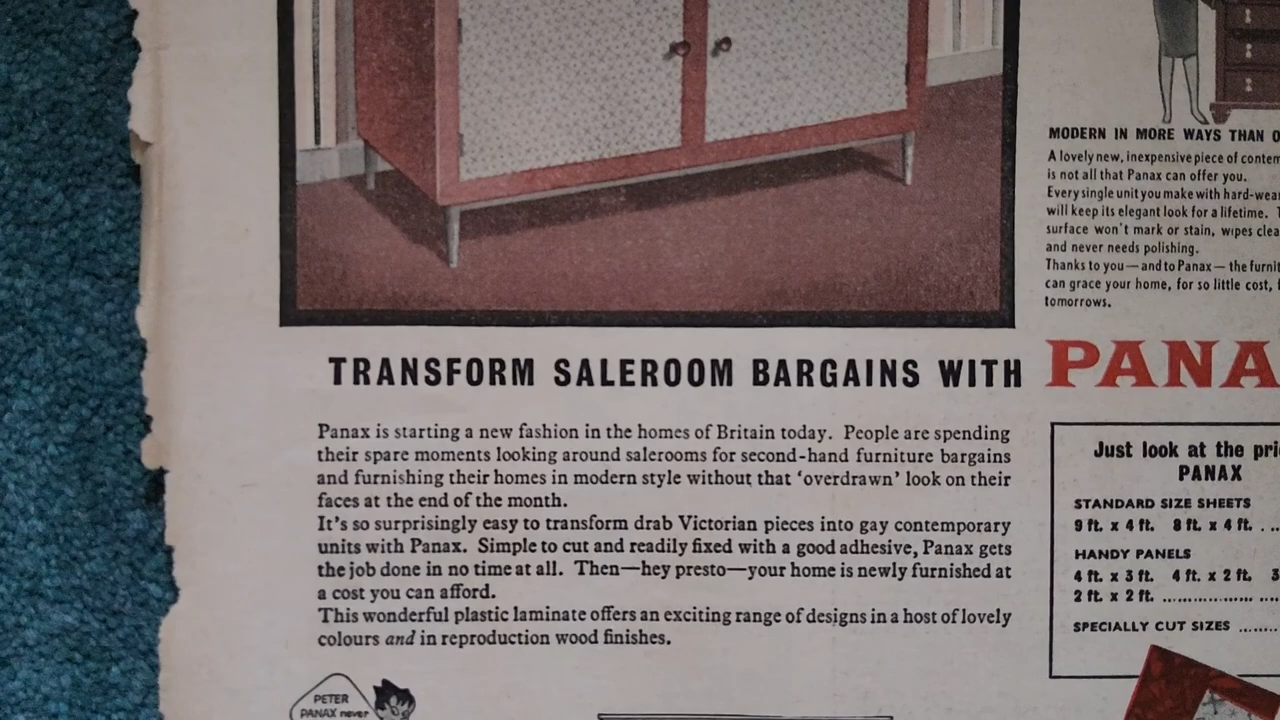 MODERN IN MORE WAYS THAN
A lovely new, inexpensive piece of
is not all that Panax can offer you.
Every single unit you make with
will keep its elegant look for a lifetime.
surface won't mark or stain, wipes
and never needs polishing.
Thanks to you — and to Panax — the
can grace your home, for so little cost,
tomorrows.
TRANSFORM SALEROOM BARGAINS WITH PANA
Panax is starting a new fashion in the homes of Britain today. People are spending
their spare moments looking around salerooms for second-hand furniture bargains
and furnishing their homes in modern style without that 'overdrawn' look on their
faces at the end of the month.
It's so surprisingly easy to transform drab Victorian pieces into gay contemporary
units with Panax. Simple to cut and readily fixed with a good adhesive, Panax gets
the job done in no time at all. Then—hey presto—your home is newly furnished at
a cost you can afford.
This wonderful plastic laminate offers an exciting range of designs in a host of lovely
colours and in reproduction wood finishes.
PETER
PANAX never
Just look at the
PANAX
STANDARD SIZE SHEETS
9 ft. x 4 ft. 8 ft. x 4 ft. ...
HANDY PANELS
4 ft. x 3 ft. 4 ft. x 2 ft. 3
2 ft. x 2 ft. ....................
SPECIALLY CUT SIZES ........